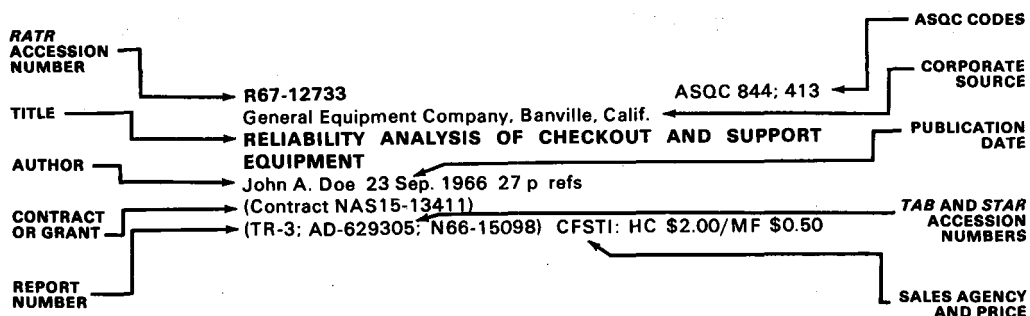 RATR
ACCESSION
NUMBER
TITLE
AUTHOR
CONTRACT
OR GRANT
REPORT
NUMBER
R67-12733 ASQC 844; 413
General Equipment Company, Banville, Calif.
RELIABILITY ANALYSIS OF CHECKOUT AND SUPPORT
EQUIPMENT
John A. Doe 23 Sep. 1966 27 p refs
(Contract NAS15-13411)
(TR-3; AD-629305; N66-15098) CFSTI: HC $2.00/MF $0.50
ASQC CODES
CORPORATE
SOURCE
PUBLICATION
DATE
TAB AND STAR
ACCESSION
NUMBERS
SALES AGENCY
AND PRICE